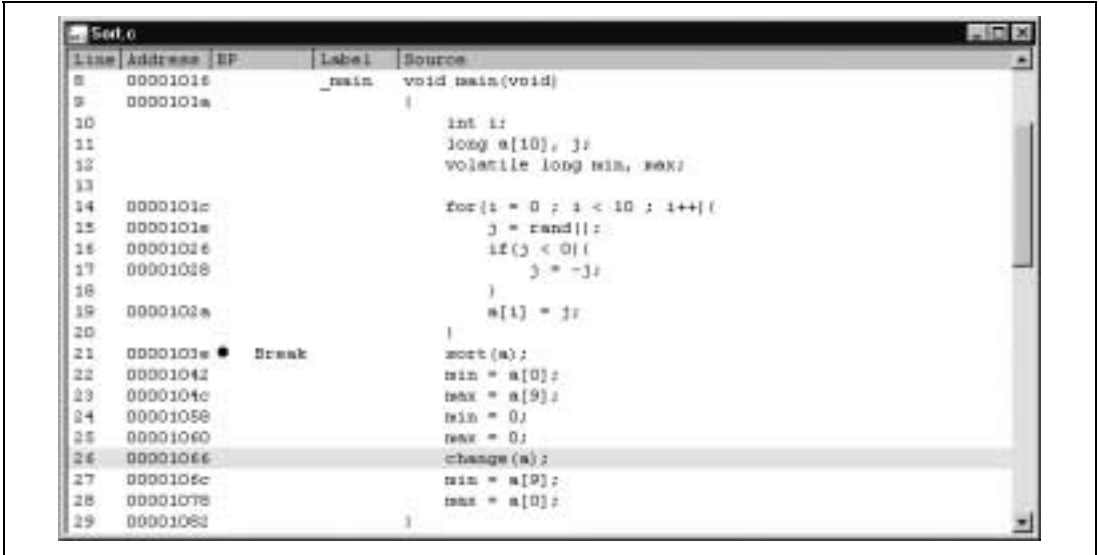 Sort.c
Line Address BP Label Source
8 00001016 _main void main(void)
9 0000101a {
10 int i;
11 long a[10], j;
12 volatile long min, max;
13
14 0000101c for(i = 0 ; i < 10 ; i++){
15 0000101e j = rand();
16 00001026 if(j < 0){
17 00001028 j = -j;
18 }
19 0000102a a[i] = j;
20 }
21 0000103e ● Break sort(a);
22 00001042 min = a[0];
23 0000104c max = a[9];
24 00001058 min = 0;
25 00001060 max = 0;
26 00001066 change(a);
27 0000106c min = a[9];
28 00001078 max = a[0];
29 00001082 }